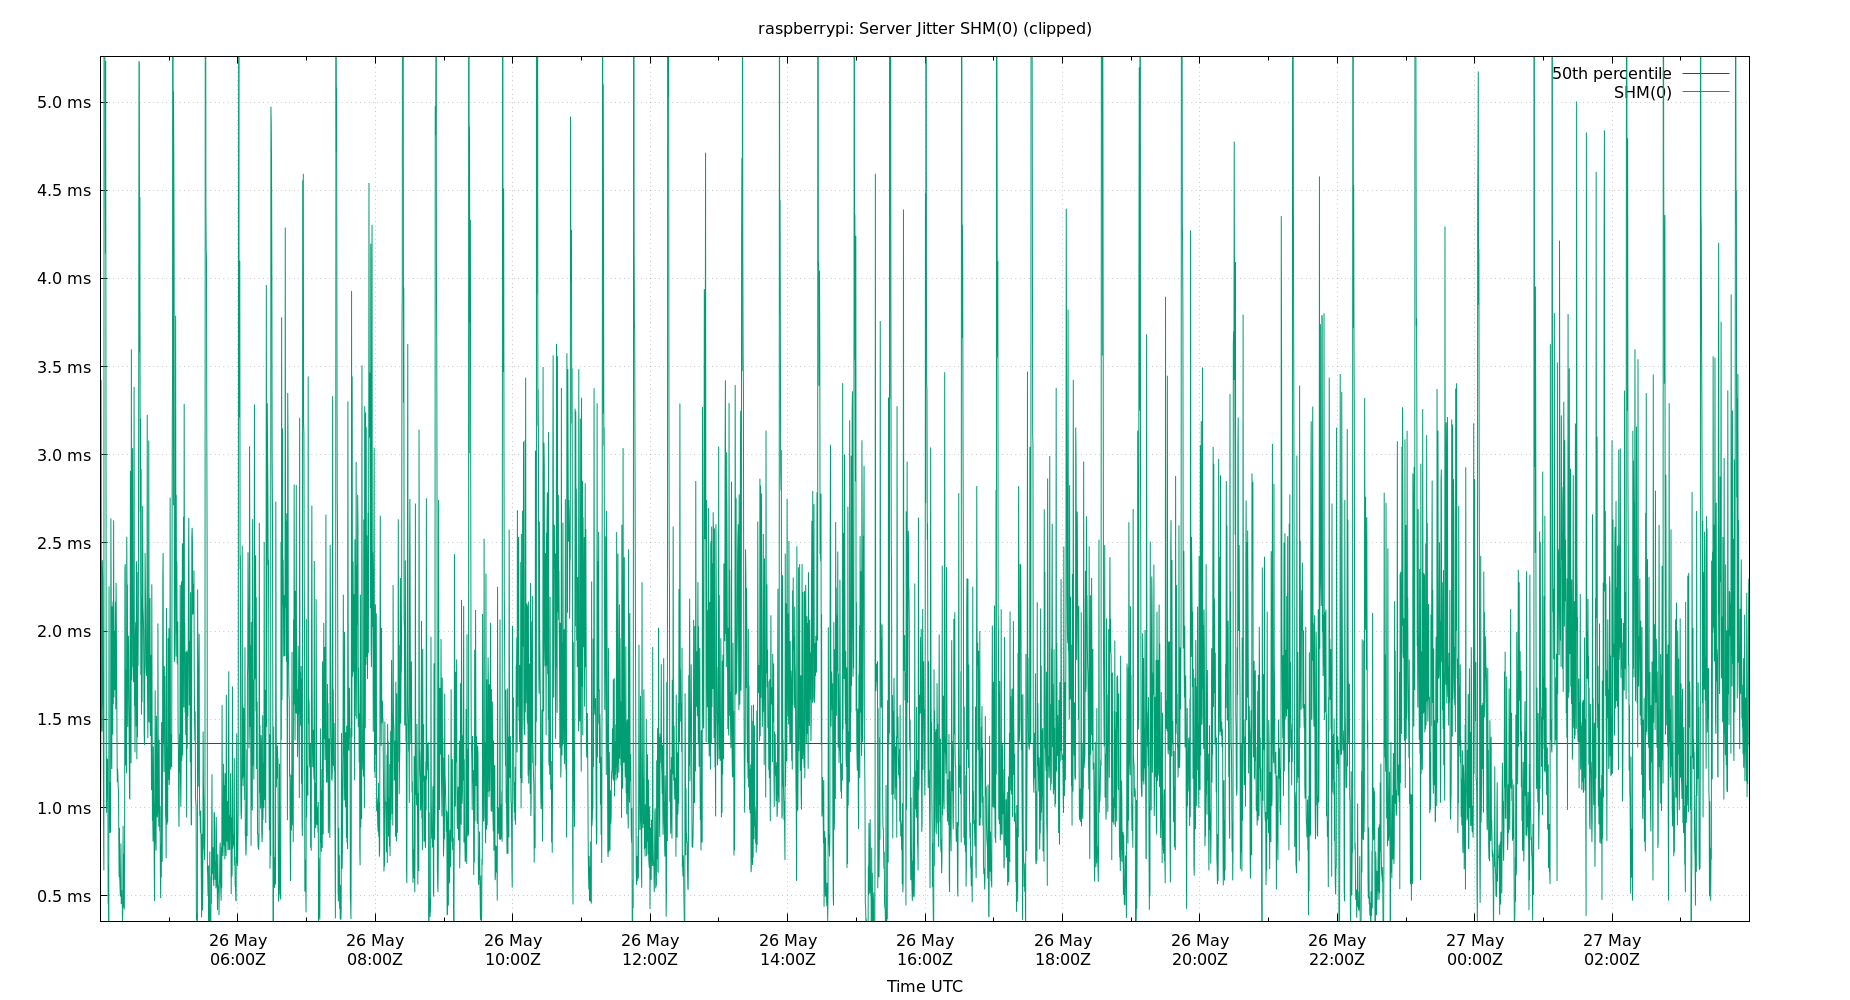 raspberrypi: Server Jitter SHM(0) (clipped)
50th percentile
SHM(0)
5.0 ms
4.5 ms
4.0 ms
3.5 ms
3.0 ms
2.5 ms
2.0 ms
1.5 ms
1.0 ms
0.5 ms
26 May 26 May 26 May 26 May 26 May 26 May 26 May 26 May 26 May 27 May 27 May
06:00Z 08:00Z 10:00Z 12:00Z 14:00Z 16:00Z 18:00Z 20:00Z 22:00Z 00:00Z 02:00Z
Time UTC